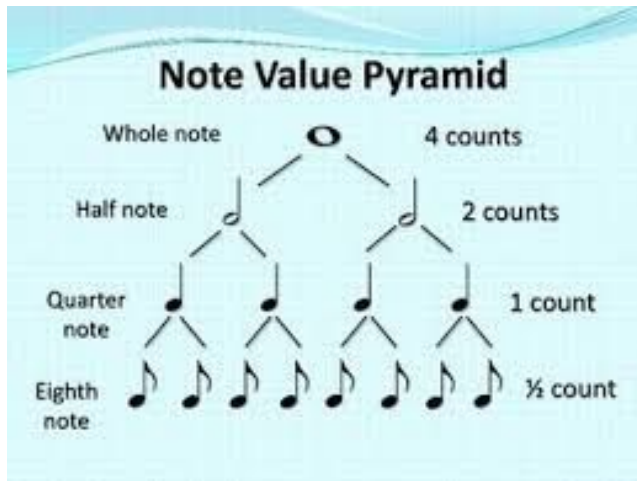 Note Value Pyramid
Whole note 4 counts
Half note 2 counts
Quarter note 1 count
Eighth note ½ count